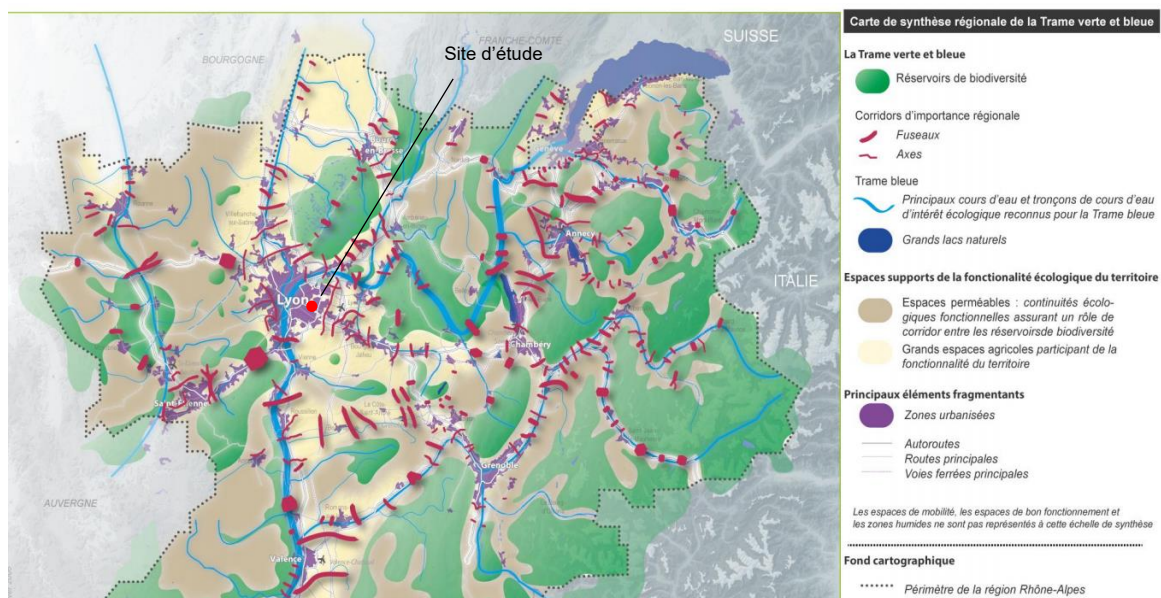 SUISSE
FRANCHE-COMTÉ
Site d'étude
BOURGOGNE
Annecy
ITALIE
Lyon
Chambéry
Saint-Etienne
Grenoble
AUVERGNE
Valence
Carte de synthèse régionale de la Trame verte et bleue
La Trame verte et bleue
Réservoirs de biodiversité
Corridors d'importance régionale
Fuseaux
Axes
Trame bleue
Principaux cours d'eau et tronçons de cours d'eau
d'intérêt écologique reconnus pour la Trame bleue
Grands lacs naturels
Espaces supports de la fonctionalité écologique du territoire
Espaces perméables : continuités écolo-
giques fonctionnelles assurant un rôle de
corridor entre les réservoirsde biodiversité
Grands espaces agricoles participant de la
fonctionnalité du territoire
Principaux éléments fragmentants
Zones urbanisées
Autoroutes
Routes principales
Voies ferrées principales
Les espaces de mobilité, les espaces de bon fonctionnement et
les zones humides ne sont pas représentés à cette échelle de synthèse
Fond cartographique
Périmètre de la région Rhône-Alpes